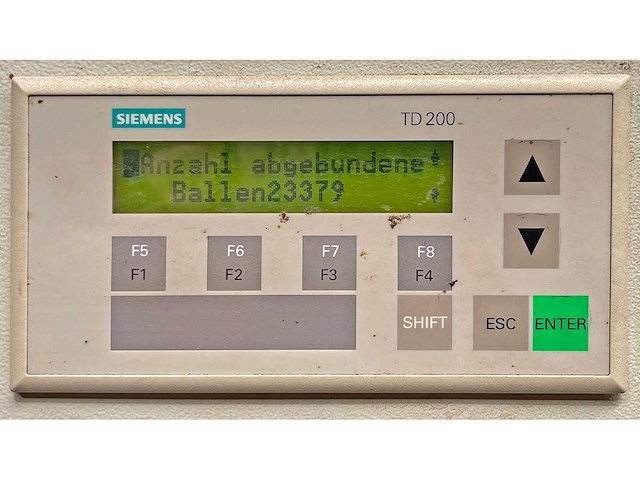 SIEMENS
TD 200
Anzahl abgebundene
Ballen23379
F5 F6 F7 F8
F1 F2 F3 F4
SHIFT ESC ENTER